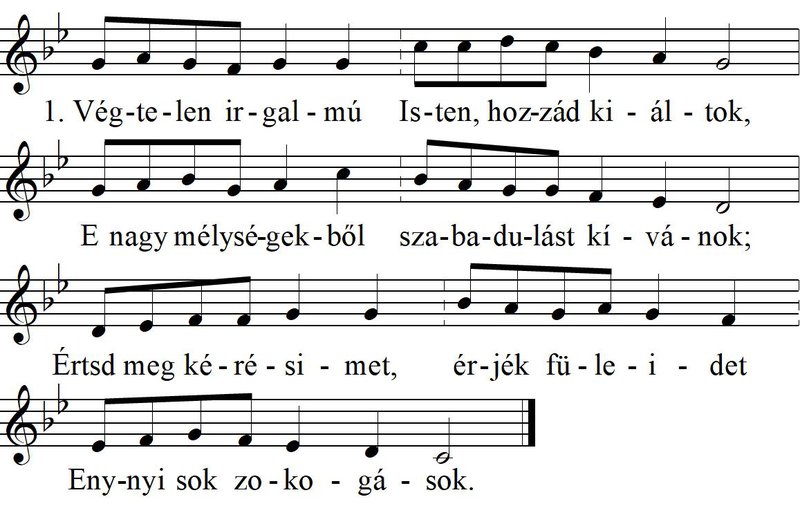 1. Vég-te-len ir-gal-mú Is-ten, hoz-zád ki-ál-tok,
E nagy mélysé-gek-ből sza-ba-du-lást kí-vá-nok;
Értsd meg ké-ré-si-met, ér-jék fü-le-i-det
Eny-nyi sok zo-ko-gá-sok.